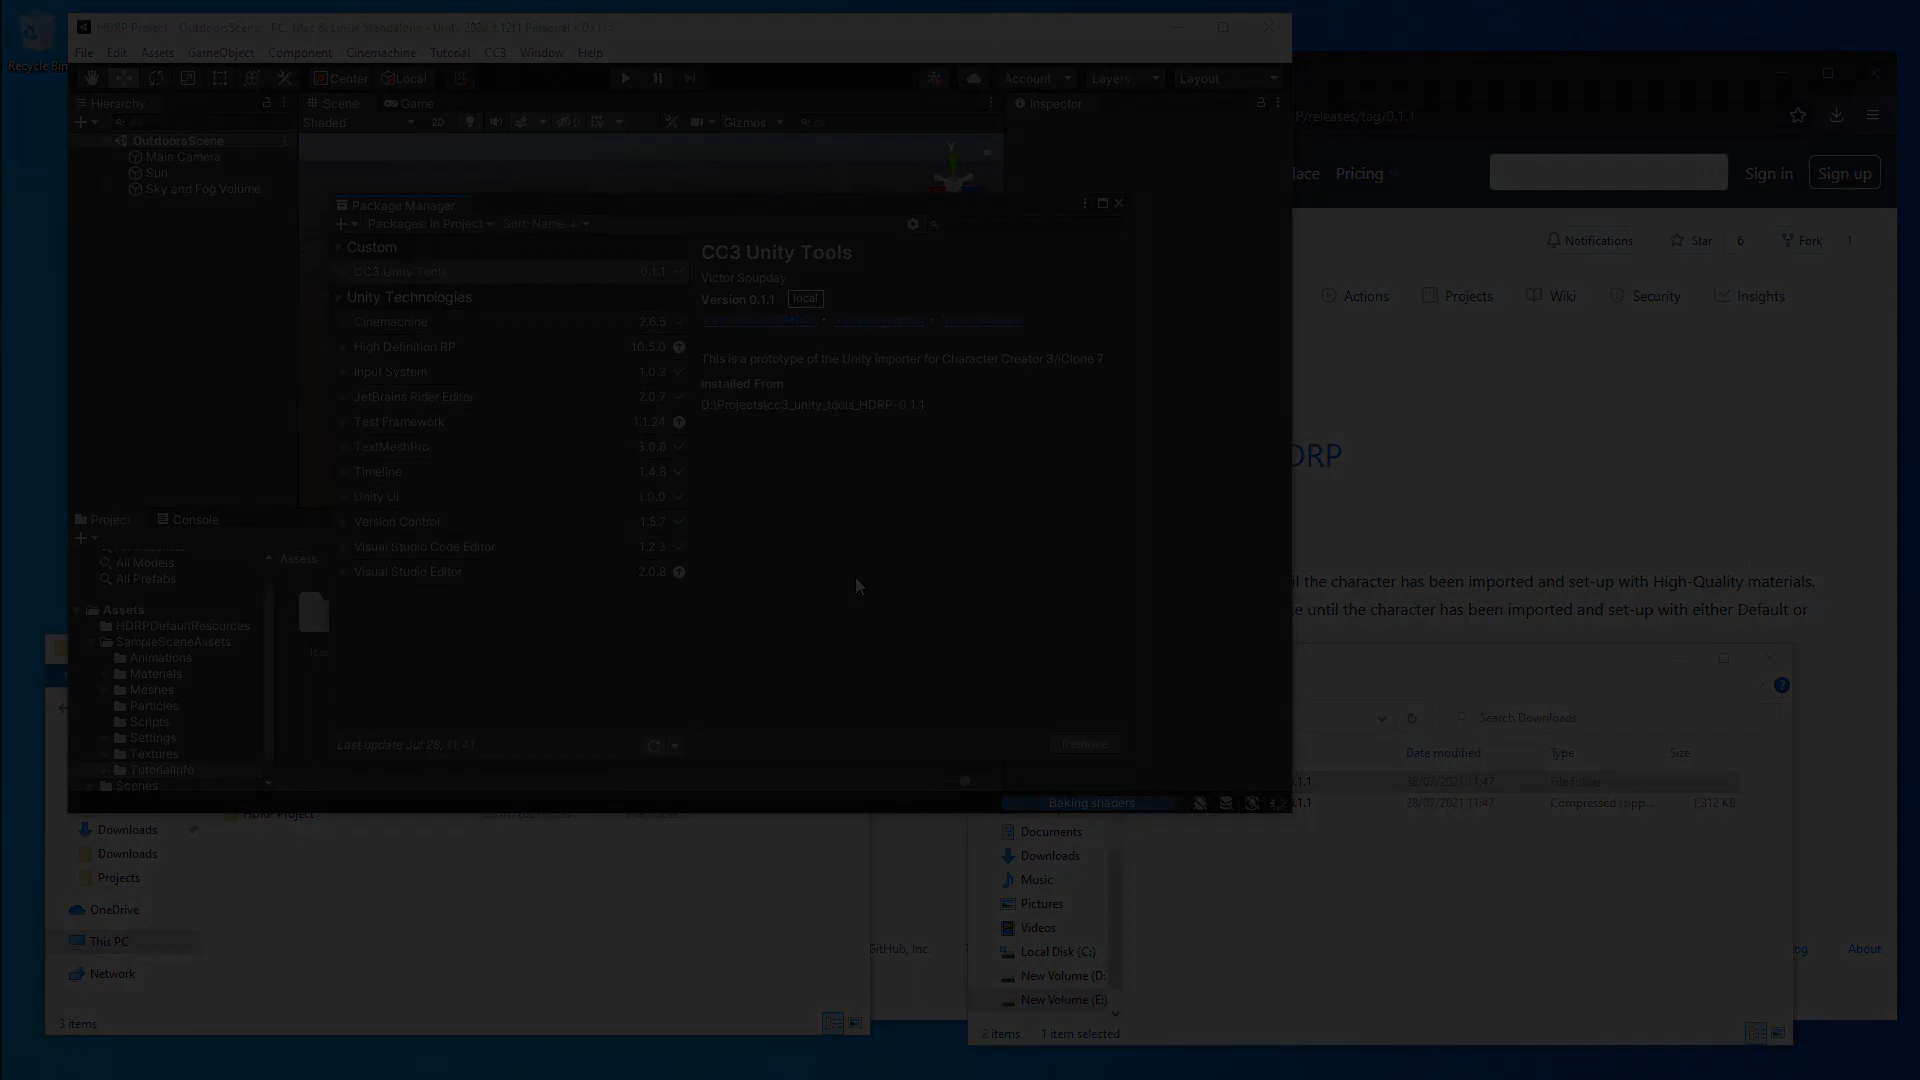 Recycle Bin
HDRP Project - OutdoorsScene - PC, Mac & Linux Standalone - Unity 2020.3.12f1 Personal <DX11>
File Edit Assets GameObject Component Cinemachine Tutorial CC3 Window Help
Center Local Account Layers Layout
Hierarchy
All
OutdoorsScene
Main Camera
Sun
Sky and Fog Volume
Scene Game
Shaded 2D 0 Gizmos All
y
Inspector
Package Manager
Packages: In Project Sort: Name ↓
Custom
CC3 Unity Tools 0.1.1
Unity Technologies
Cinemachine 2.6.5
High Definition RP 10.5.0
Input System 1.0.2
JetBrains Rider Editor 2.0.7
Test Framework 1.1.24
TextMeshPro 3.0.6
Timeline 1.4.8
Unity UI 1.0.0
Version Control 1.5.7
Visual Studio Code Editor 1.2.3
Visual Studio Editor 2.0.8
Last update Jul 28, 11:41
CC3 Unity Tools
Victor Soupday
Version 0.1.1 local
This is a prototype of the Unity importer for Character Creator 3/iClone 7
Installed From
D:\Projects\cc3_unity_tools_HDRP-0.1.1
Remove
Project Console
All Models
All Prefabs
Assets
HDRPDefaultResources
SampleSceneAssets
Animations
Materials
Meshes
Particles
Scripts
Settings
Textures
TutorialInfo
Scenes
Assets
Baking shaders
P/releases/tag/0.1.1
lace Pricing Sign in Sign up
Notifications Star 6 Fork 1
Actions Projects Wiki Security Insights
DRP
il the character has been imported and set-up with High-Quality materials.
e until the character has been imported and set-up with either Default or
GitHub, Inc.
og About
HDRP Project File folder
Downloads
Downloads
Projects
OneDrive
This PC
Network
3 items
Search Downloads
Date modified Type Size
0.1.1 28/07/2021 11:47 File folder
0.1.1 28/07/2021 11:47 Compressed (zipp... 1,312 KB
Documents
Downloads
Music
Pictures
Videos
Local Disk (C:)
New Volume (D:
New Volume (E:)
2 items 1 item selected